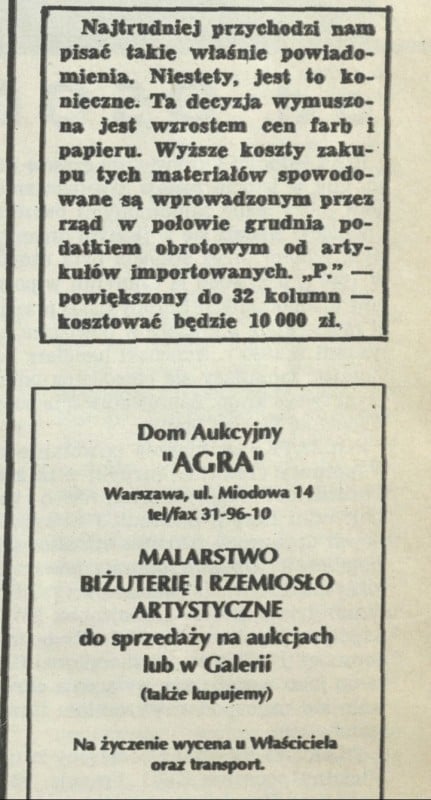 Najtrudniej przychodzi nam
pisać takie właśnie powiado-
mienia. Niestety, jest to ko-
nieczne. Ta decyzja wymuszo-
na jest wzrostem cen farb i
papieru. Wyższe koszty zaku-
pu tych materiałów spowodo-
wane są wprowadzonym przez
rząd w połowie grudnia po-
datkiem obrotowym od arty-
kułów importowanych. „P.” —
powiększony do 32 kolumn —
kosztować będzie 10 000 zł.
Dom Aukcyjny
"AGRA"
Warszawa, ul. Miodowa 14
tel/fax 31-96-10
MALARSTWO
BIŻUTERIĘ I RZEMIOSŁO
ARTYSTYCZNE
do sprzedaży na aukcjach
lub w Galerii
(także kupujemy)
Na życzenie wycena u Właściciela
oraz transport.